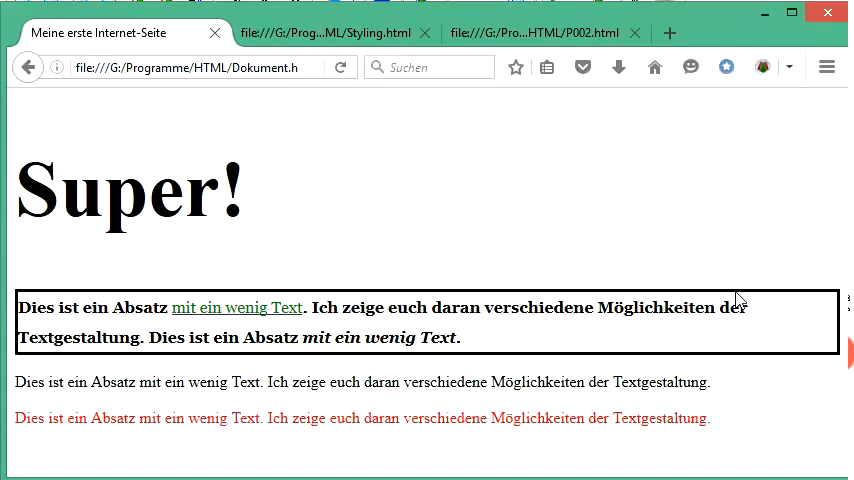 Meine erste Internet-Seite
file:///G:/Prog...ML/Styling.html
file:///G:/Pro...HTML/P002.html
file:///G:/Programme/HTML/Dokument.h
Suchen
Super!
Dies ist ein Absatz mit ein wenig Text. Ich zeige euch daran verschiedene Möglichkeiten der
Textgestaltung. Dies ist ein Absatz mit ein wenig Text.
Dies ist ein Absatz mit ein wenig Text. Ich zeige euch daran verschiedene Möglichkeiten der Textgestaltung.
Dies ist ein Absatz mit ein wenig Text. Ich zeige euch daran verschiedene Möglichkeiten der Textgestaltung.